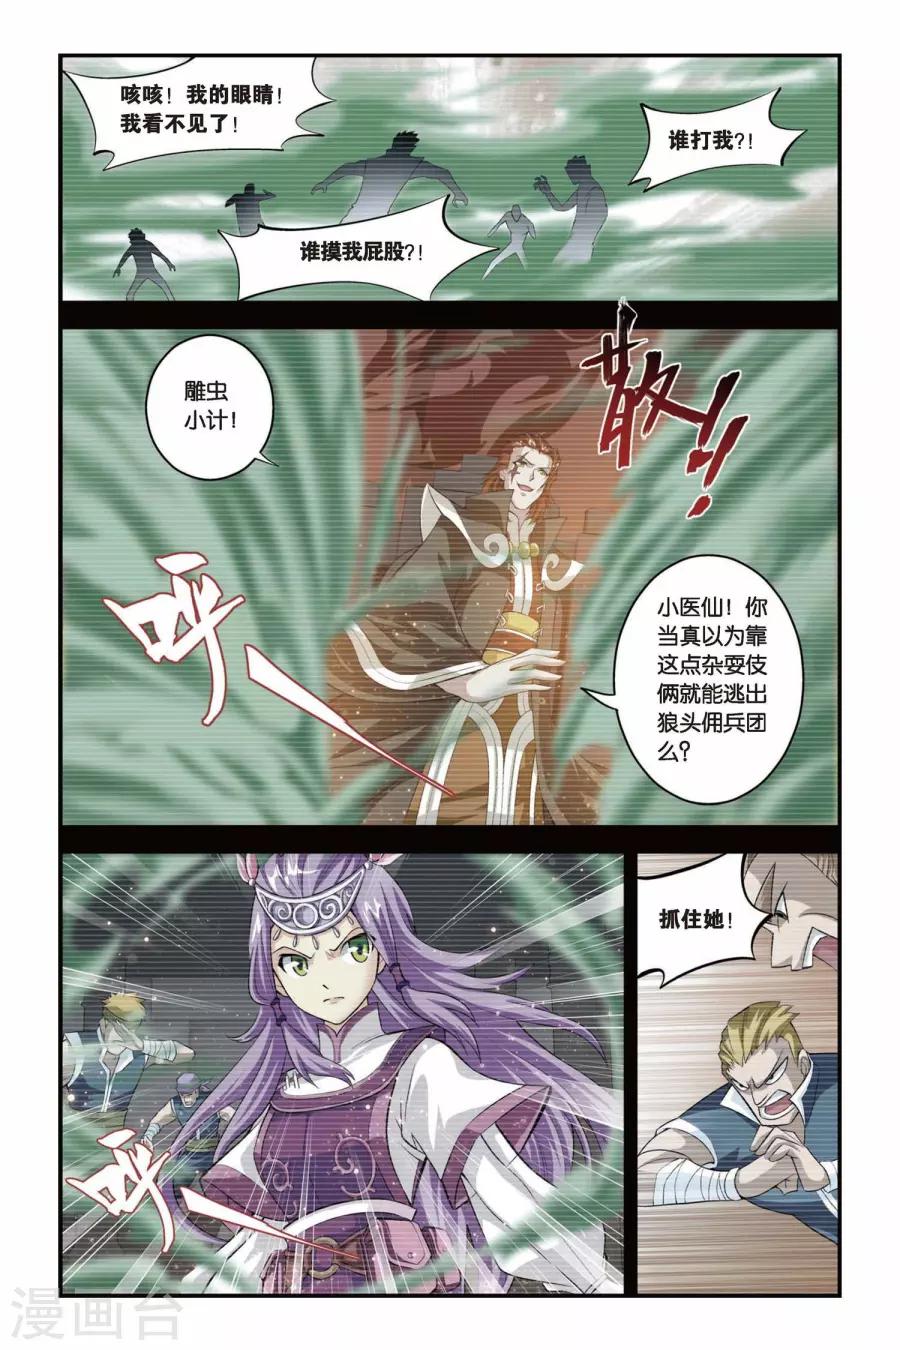 咳咳！我的眼睛！
我看不见了！
谁打我?!
谁摸我屁股?!
散!!
雕虫
小计！
呼
小医仙！你
当真以为靠
这点杂耍伎
俩就能逃出
狼头佣兵团
么？
抓住她！
呼
漫画台